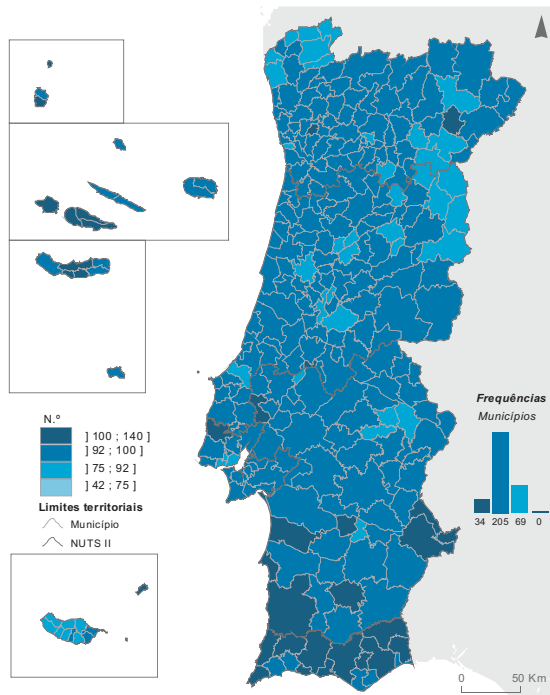 N.º
] 100 ; 140 ]
] 92 ; 100 ]
] 75 ; 92 ]
] 42 ; 75 ]
Limites territoriais
Município
NUTS II
Frequências
Municípios
34 205 69 0
0 50 Km